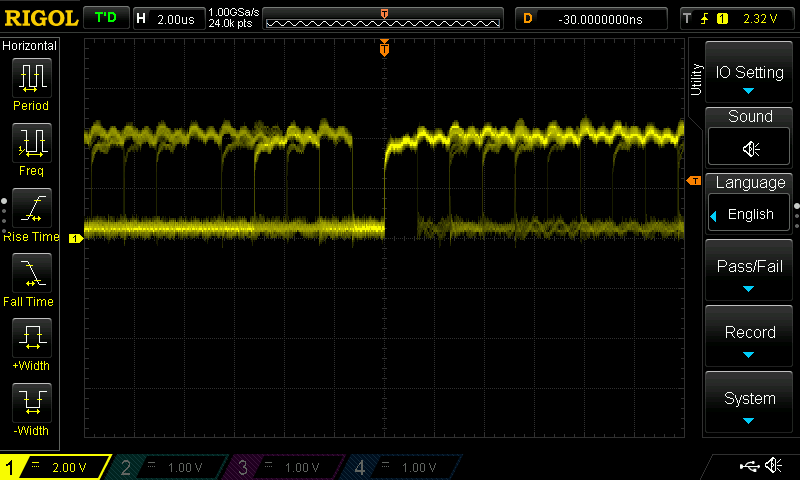 RIGOL T'D H 2.00us 1.00GSa/s 24.0k pts T D -30.0000000ns T 1 2.32 V
Horizontal
Period
Freq
Rise Time
Fall Time
+Width
-Width
T
T
1
Utility
IO Setting
Sound
Language
English
Pass/Fail
Record
System
1 2.00 V 2 1.00 V 3 1.00 V 4 1.00 V